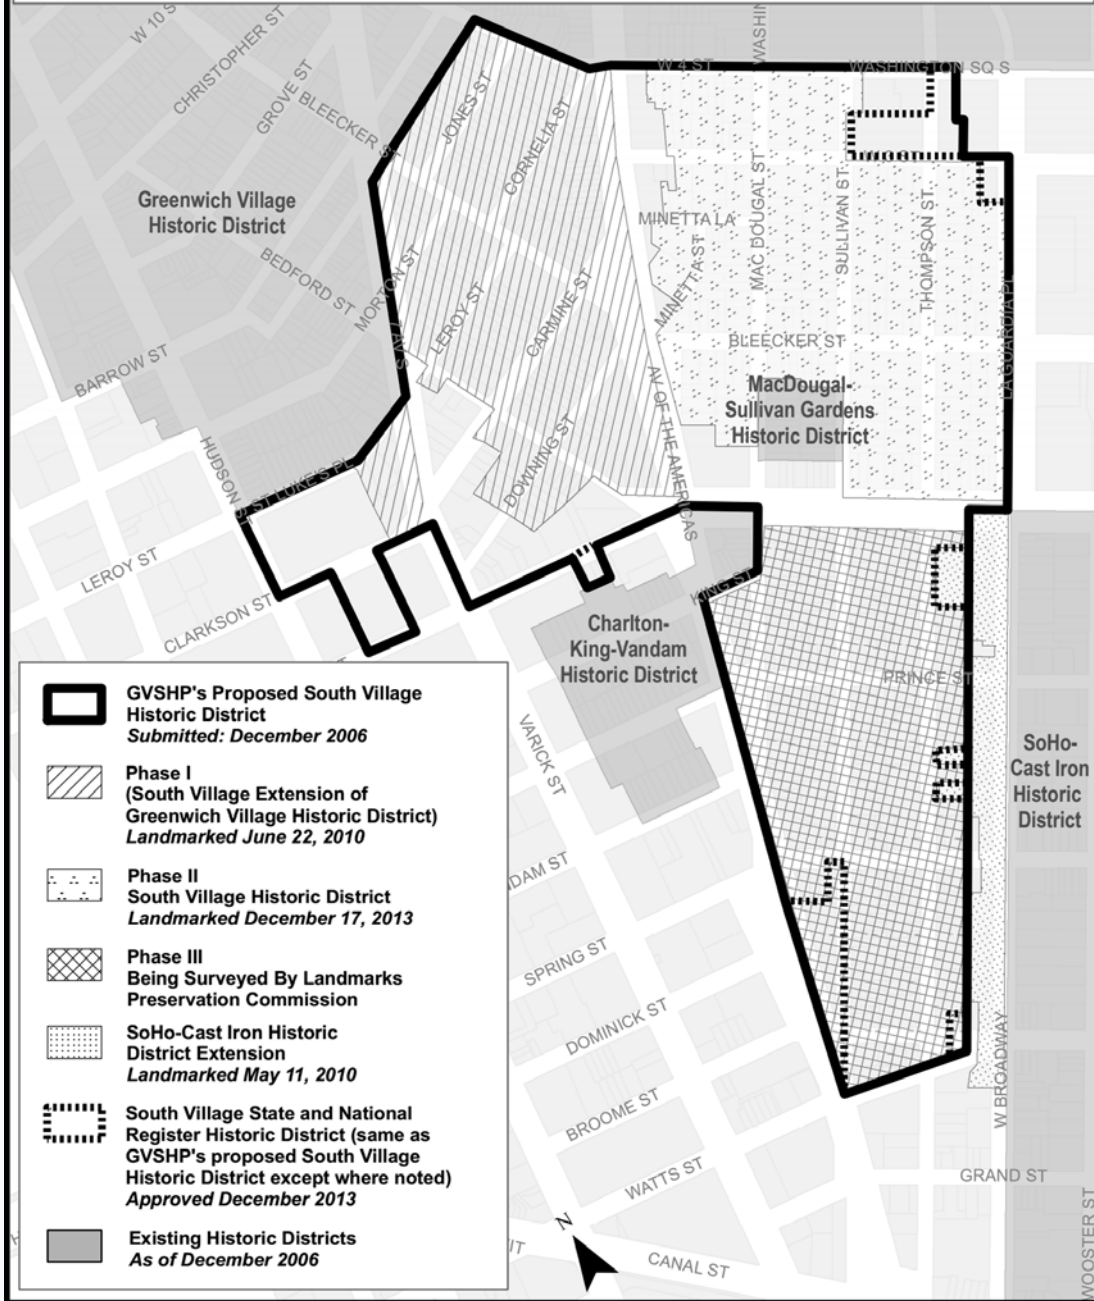 W 10 S
CHRISTOPHER ST
GROVE ST
BLEECKER ST
JONES ST
CORNELIA ST
W 4 ST
WASHIN
WASHINGTON SQ S
Greenwich Village
Historic District
BEDFORD ST
MORTON ST
7 AV S
LEROY ST
CARMINE ST
MINETTA LA
MINETTA ST
MAC DOUGAL ST
SULLIVAN ST
THOMPSON ST
LA GUARDIA PL
BLEECKER ST
BARROW ST
MacDougal-
Sullivan Gardens
Historic District
AV OF THE AMERICAS
DOWNING ST
HUDSON ST
ST LUKE'S PL
LEROY ST
CLARKSON ST
KING ST
Charlton-
King-Vandam
Historic District
PRINCE ST
VARICK ST
SoHo-
Cast Iron
Historic
District
NDAM ST
SPRING ST
DOMINICK ST
BROOME ST
WATTS ST
W BROADWAY
GRAND ST
WOOSTER ST
CANAL ST
N
GVSHP's Proposed South Village
Historic District
Submitted: December 2006
Phase I
(South Village Extension of
Greenwich Village Historic District)
Landmarked June 22, 2010
Phase II
South Village Historic District
Landmarked December 17, 2013
Phase III
Being Surveyed By Landmarks
Preservation Commission
SoHo-Cast Iron Historic
District Extension
Landmarked May 11, 2010
South Village State and National
Register Historic District (same as
GVSHP's proposed South Village
Historic District except where noted)
Approved December 2013
Existing Historic Districts
As of December 2006